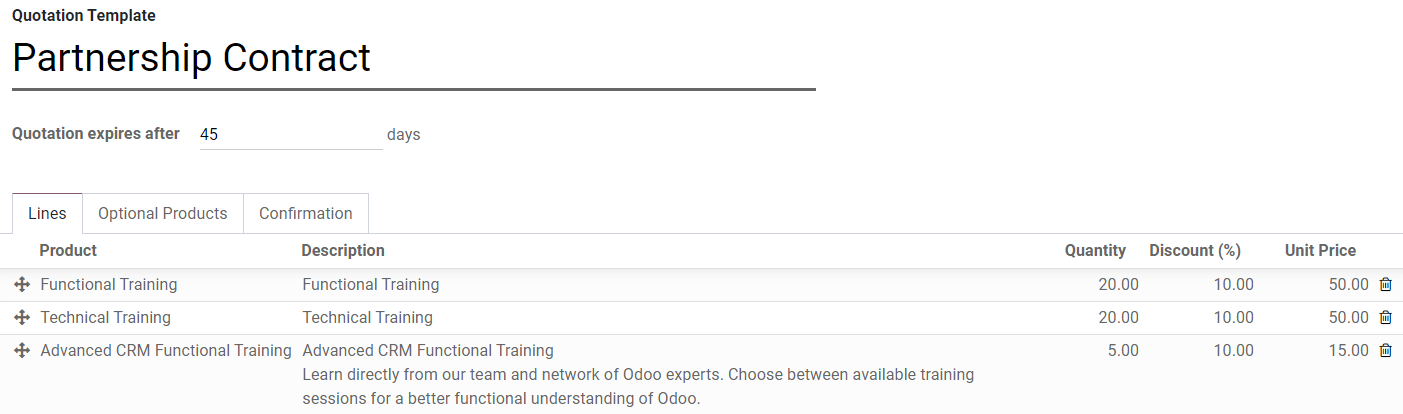 Quotation Template
Partnership Contract
Quotation expires after 45 days
Lines Optional Products Confirmation
Product Description Quantity Discount (%) Unit Price
Functional Training Functional Training 20.00 10.00 50.00
Technical Training Technical Training 20.00 10.00 50.00
Advanced CRM Functional Training Advanced CRM Functional Training 5.00 10.00 15.00
Learn directly from our team and network of Odoo experts. Choose between available training
sessions for a better functional understanding of Odoo.